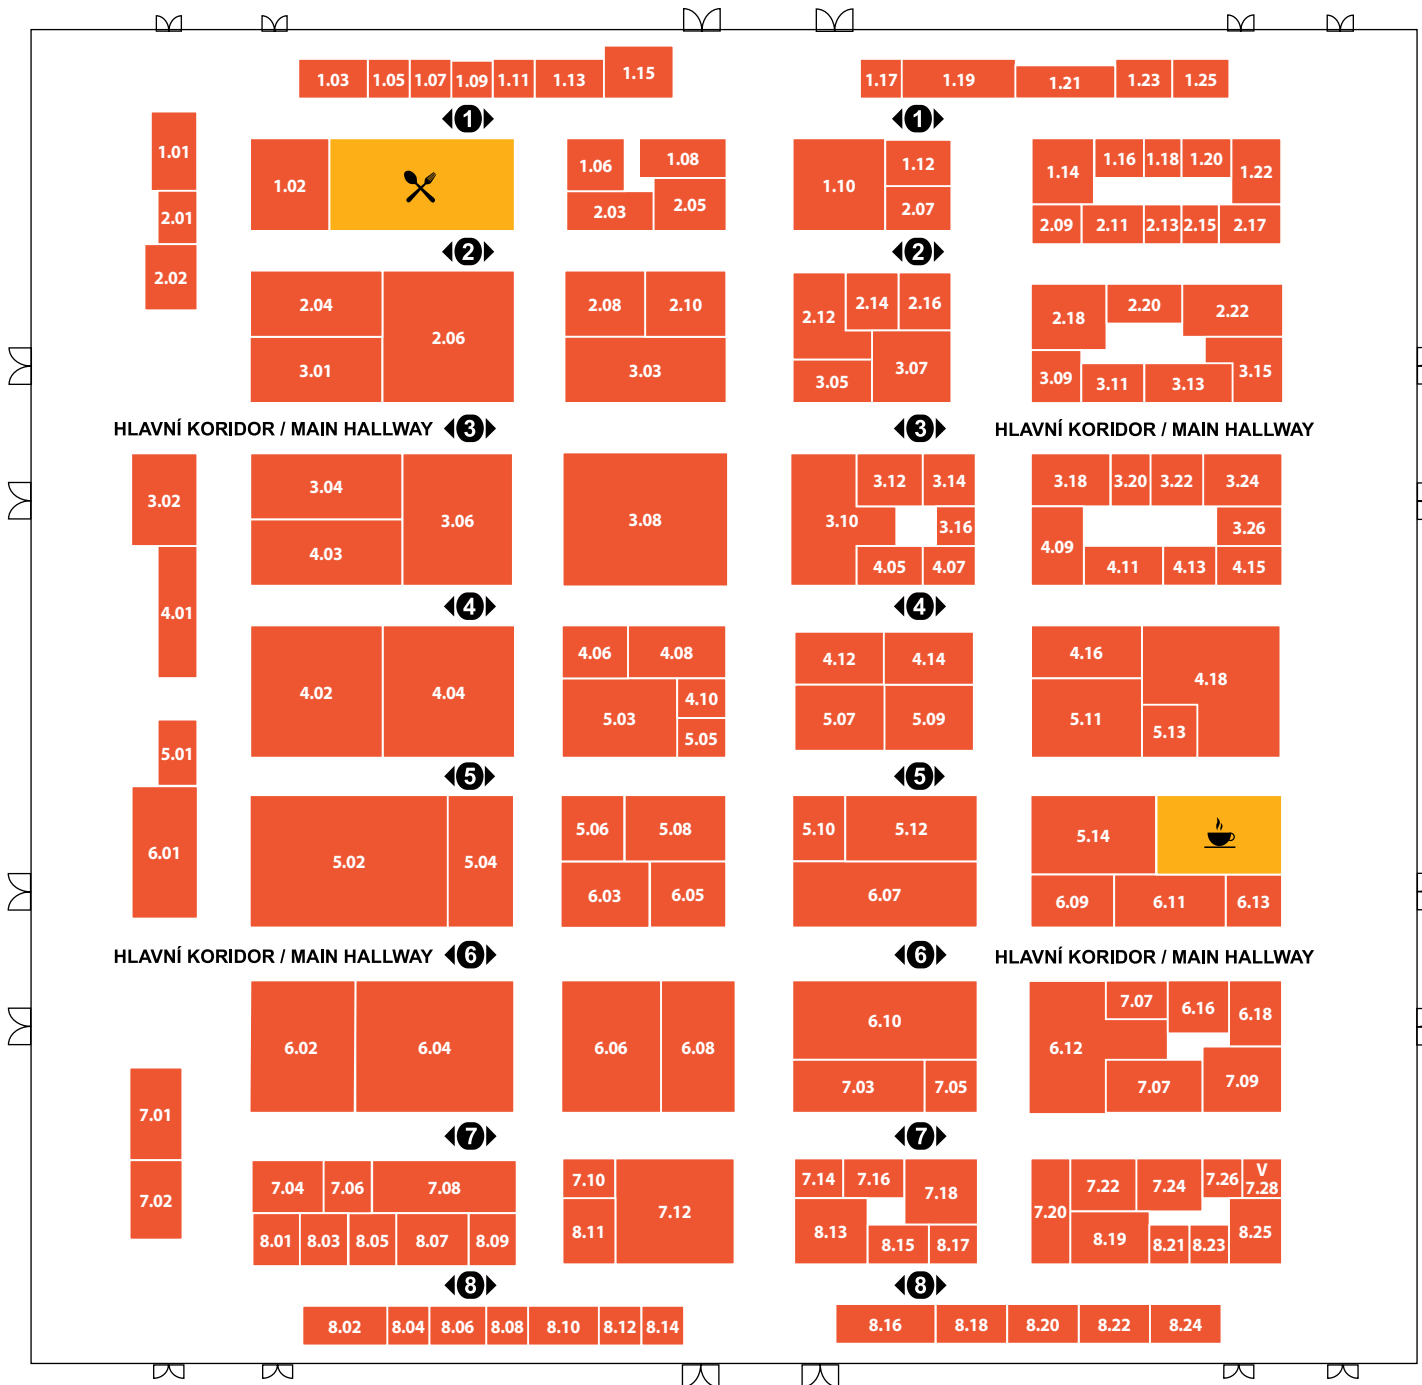 1.03 1.05 1.07 1.09 1.11 1.13 1.15 1.17 1.19 1.21 1.23 1.25
1 1
1.01 1.02 1.06 1.08 1.10 1.12 1.14 1.16 1.18 1.20 1.22
2.01 2.03 2.05 2.07 2.09 2.11 2.13 2.15 2.17
2 2
2.02 2.04 2.06 2.08 2.10 2.12 2.14 2.16 2.18 2.20 2.22
3.01 3.03 3.05 3.07 3.09 3.11 3.13 3.15
HLAVNÍ KORIDOR / MAIN HALLWAY 3 3 HLAVNÍ KORIDOR / MAIN HALLWAY
3.02 3.04 3.06 3.08 3.10 3.12 3.14 3.16 3.18 3.20 3.22 3.24 3.26
4.01 4.03 4.05 4.07 4.09 4.11 4.13 4.15
4 4
4.02 4.04 4.06 4.08 4.10 4.12 4.14 4.16 4.18
5.01 5.03 5.05 5.07 5.09 5.11 5.13
5 5
5.02 5.04 5.06 5.08 5.10 5.12 5.14
6.01 6.03 6.05 6.07 6.09 6.11 6.13
HLAVNÍ KORIDOR / MAIN HALLWAY 6 6 HLAVNÍ KORIDOR / MAIN HALLWAY
6.02 6.04 6.06 6.08 6.10 6.12 7.07 6.16 6.18
7.01 7.03 7.05 7.07 7.09
7 7
7.02 7.04 7.06 7.08 7.10 7.12 7.14 7.16 7.18 7.20 7.22 7.24 7.26 V 7.28
8.01 8.03 8.05 8.07 8.09 8.11 8.13 8.15 8.17 8.19 8.21 8.23 8.25
8 8
8.02 8.04 8.06 8.08 8.10 8.12 8.14 8.16 8.18 8.20 8.22 8.24